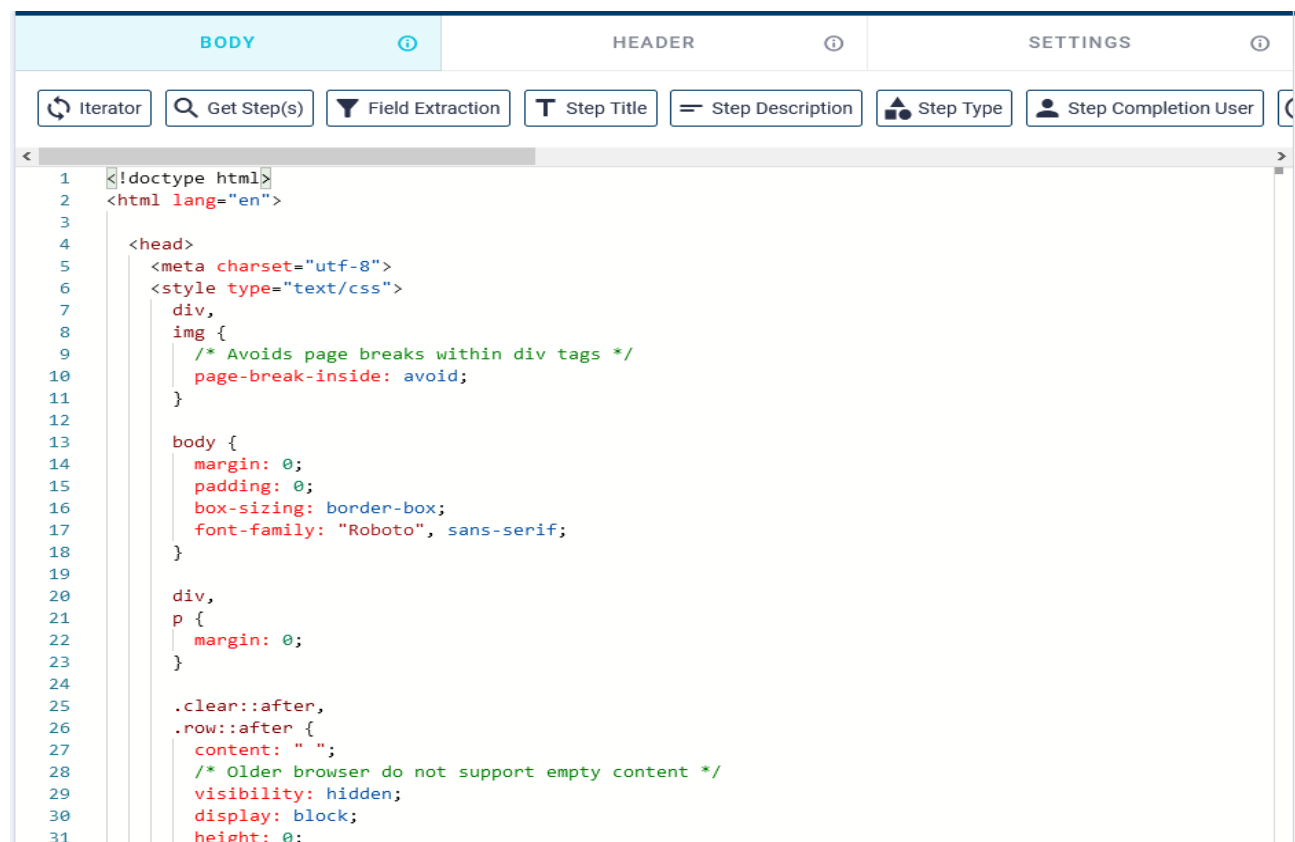 BODY HEADER SETTINGS
Iterator Get Step(s) Field Extraction Step Title Step Description Step Type Step Completion User
1 <!doctype html>
2 <html lang="en">
3
4 <head>
5 <meta charset="utf-8">
6 <style type="text/css">
7 div,
8 img {
9 /* Avoids page breaks within div tags */
10 page-break-inside: avoid;
11 }
12
13 body {
14 margin: 0;
15 padding: 0;
16 box-sizing: border-box;
17 font-family: "Roboto", sans-serif;
18 }
19
20 div,
21 p {
22 margin: 0;
23 }
24
25 .clear::after,
26 .row::after {
27 content: " ";
28 /* Older browser do not support empty content */
29 visibility: hidden;
30 display: block;
31 height: 0;